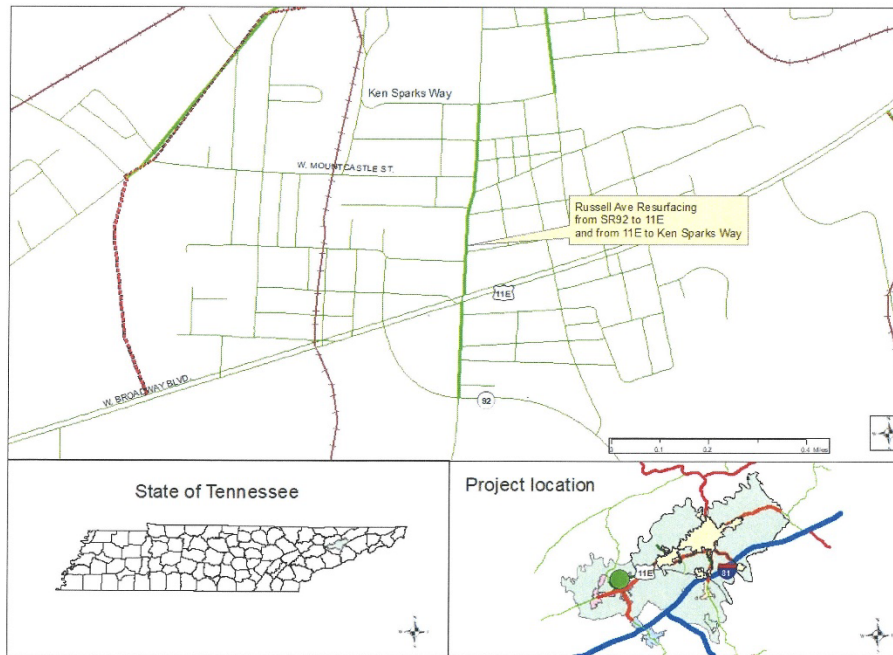 Ken Sparks Way
W. MOUNTCASTLE ST.
Russell Ave Resurfacing
from SR92 to 11E
and from 11E to Ken Sparks Way
11E
W. BROADWAY BLVD.
92
0 0.1 0.2 0.4 Miles
State of Tennessee
Project location
11E
81